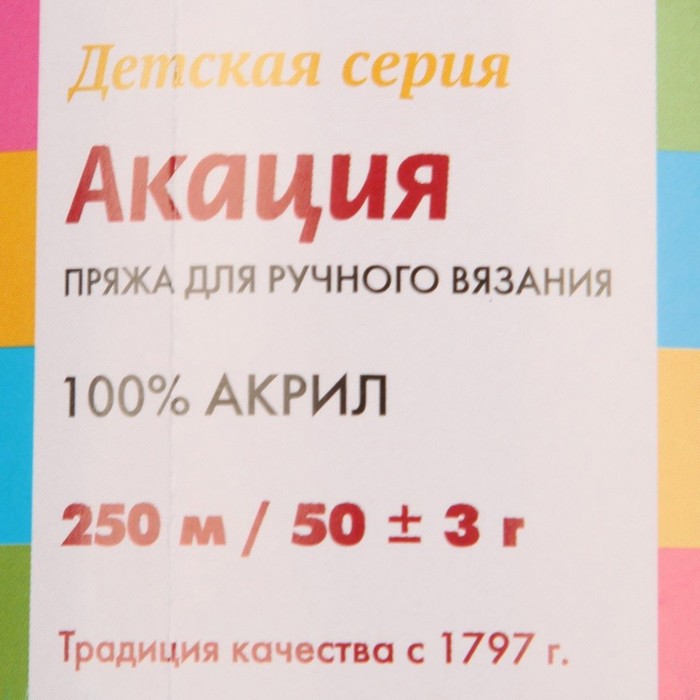 Детская серия
Акация
ПРЯЖА ДЛЯ РУЧНОГО ВЯЗАНИЯ
100% АКРИЛ
250 м / 50 ± 3 г
Традиция качества с 1797 г.